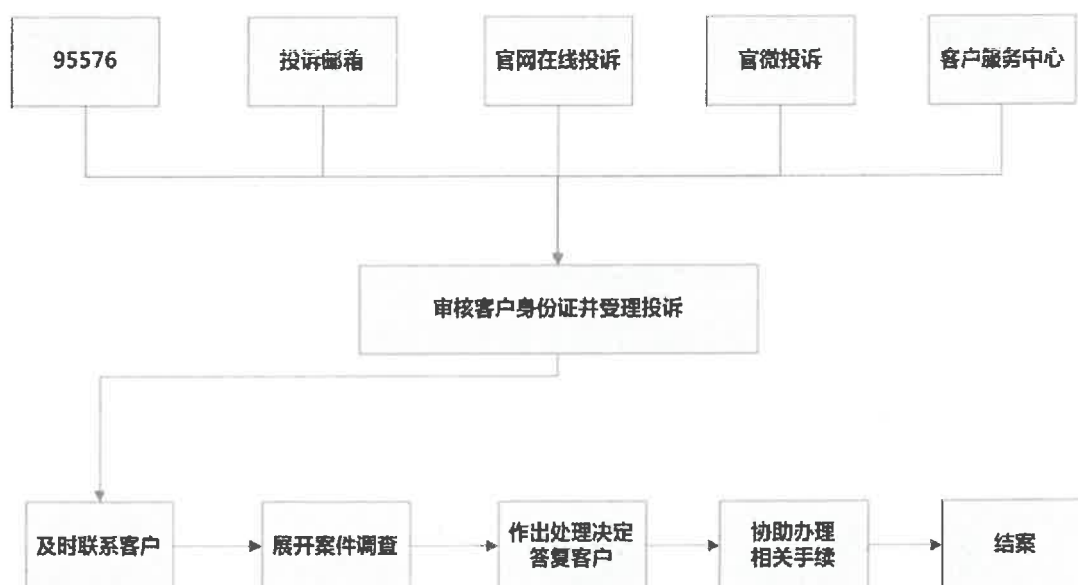 95576
投诉邮箱
官网在线投诉
官微投诉
客户服务中心
审核客户身份证并受理投诉
及时联系客户
展开案件调查
作出处理决定
答复客户
协助办理
相关手续
结案